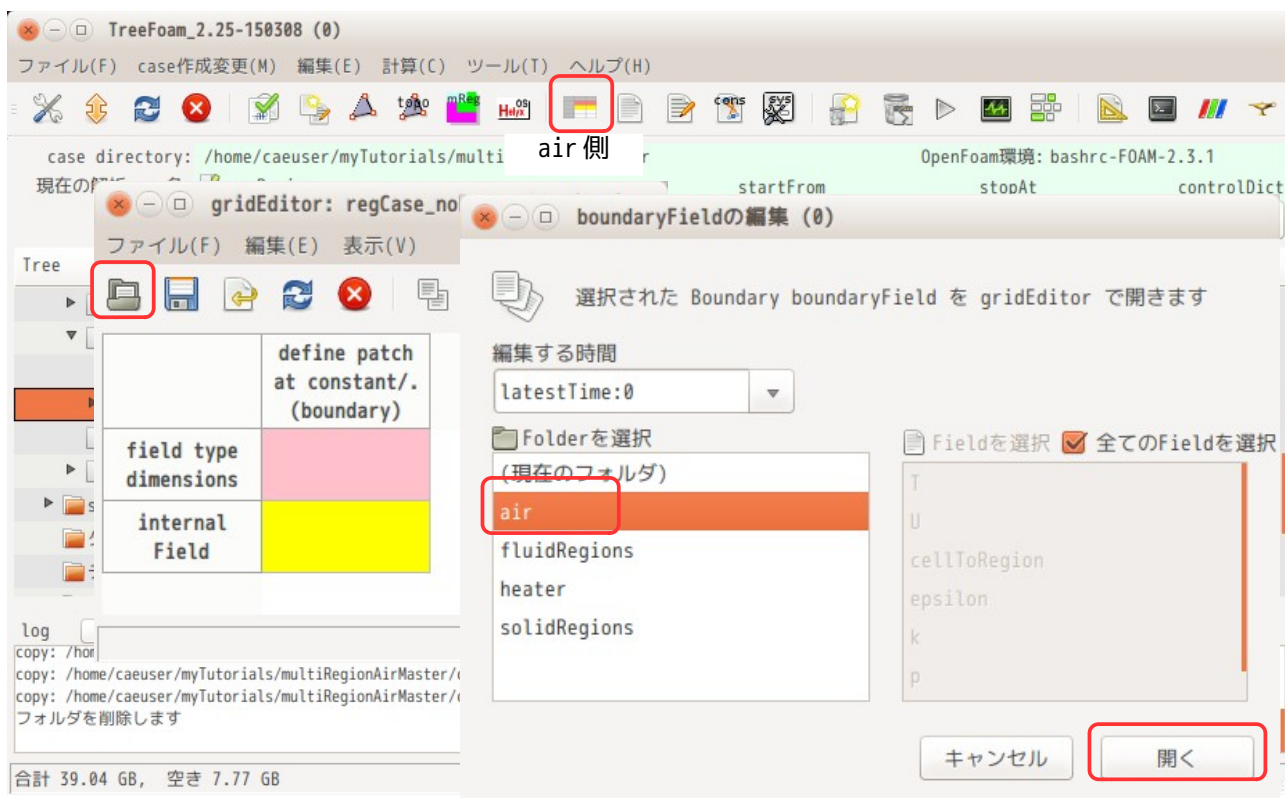 TreeFoam_2.25-150308 (0)
ファイル(F) case作成変更(M) 編集(E) 計算(C) ツール(T) ヘルプ(H)
topo mReg Helyx OS cons SYS
air側
case directory: /home/caeuser/myTutorials/multi r OpenFoam環境: bashrc-FOAM-2.3.1
現在の解析 startFrom stopAt controlDict
gridEditor: regCase_no
ファイル(F) 編集(E) 表示(V)
define patch
at constant/.
(boundary)
field type
dimensions
internal
Field
boundaryFieldの編集 (0)
選択された Boundary boundaryField を gridEditor で開きます
編集する時間
latestTime:0
Folderを選択
(現在のフォルダ)
air
fluidRegions
heater
solidRegions
Fieldを選択 全てのFieldを選択
T
U
cellToRegion
epsilon
k
p
キャンセル 開く
Tree
log
copy: /hom
copy: /home/caeuser/myTutorials/multiRegionAirMaster/
copy: /home/caeuser/myTutorials/multiRegionAirMaster/
フォルダを削除します
合計 39.04 GB, 空き 7.77 GB